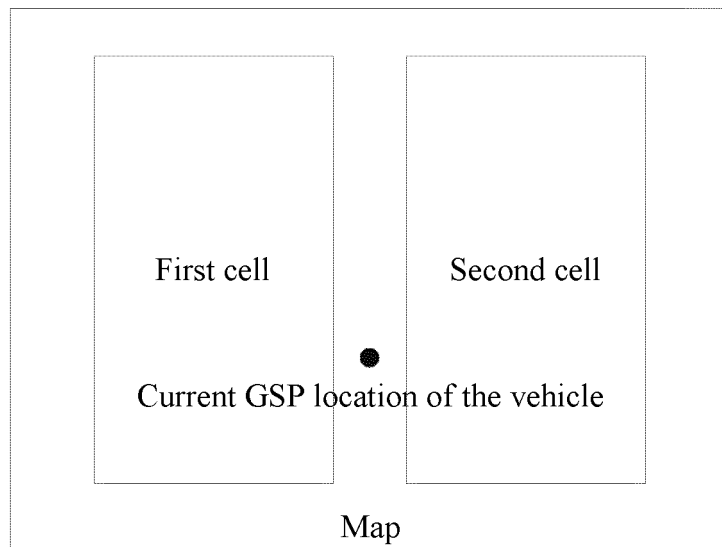 First cell
Second cell
Current GSP location of the vehicle
Map